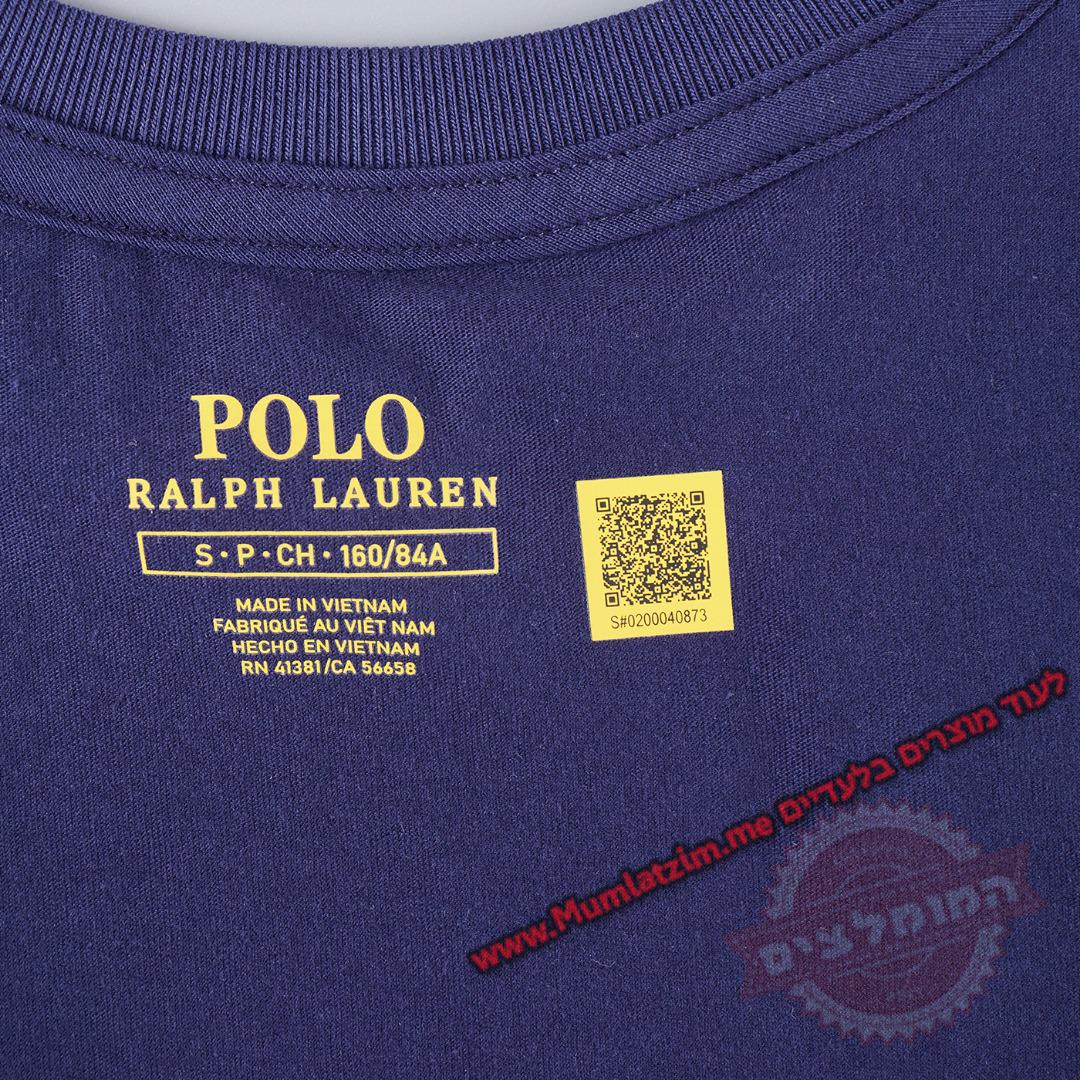 POLO
RALPH LAUREN
S • P • CH • 160/84A
MADE IN VIETNAM
FABRIQUÉ AU VIÊT NAM
HECHO EN VIETNAM
RN 41381/CA 56658
S#0200040873
לעוד מוצרים בלעדיים www.Mumlatzim.me
המומלצים